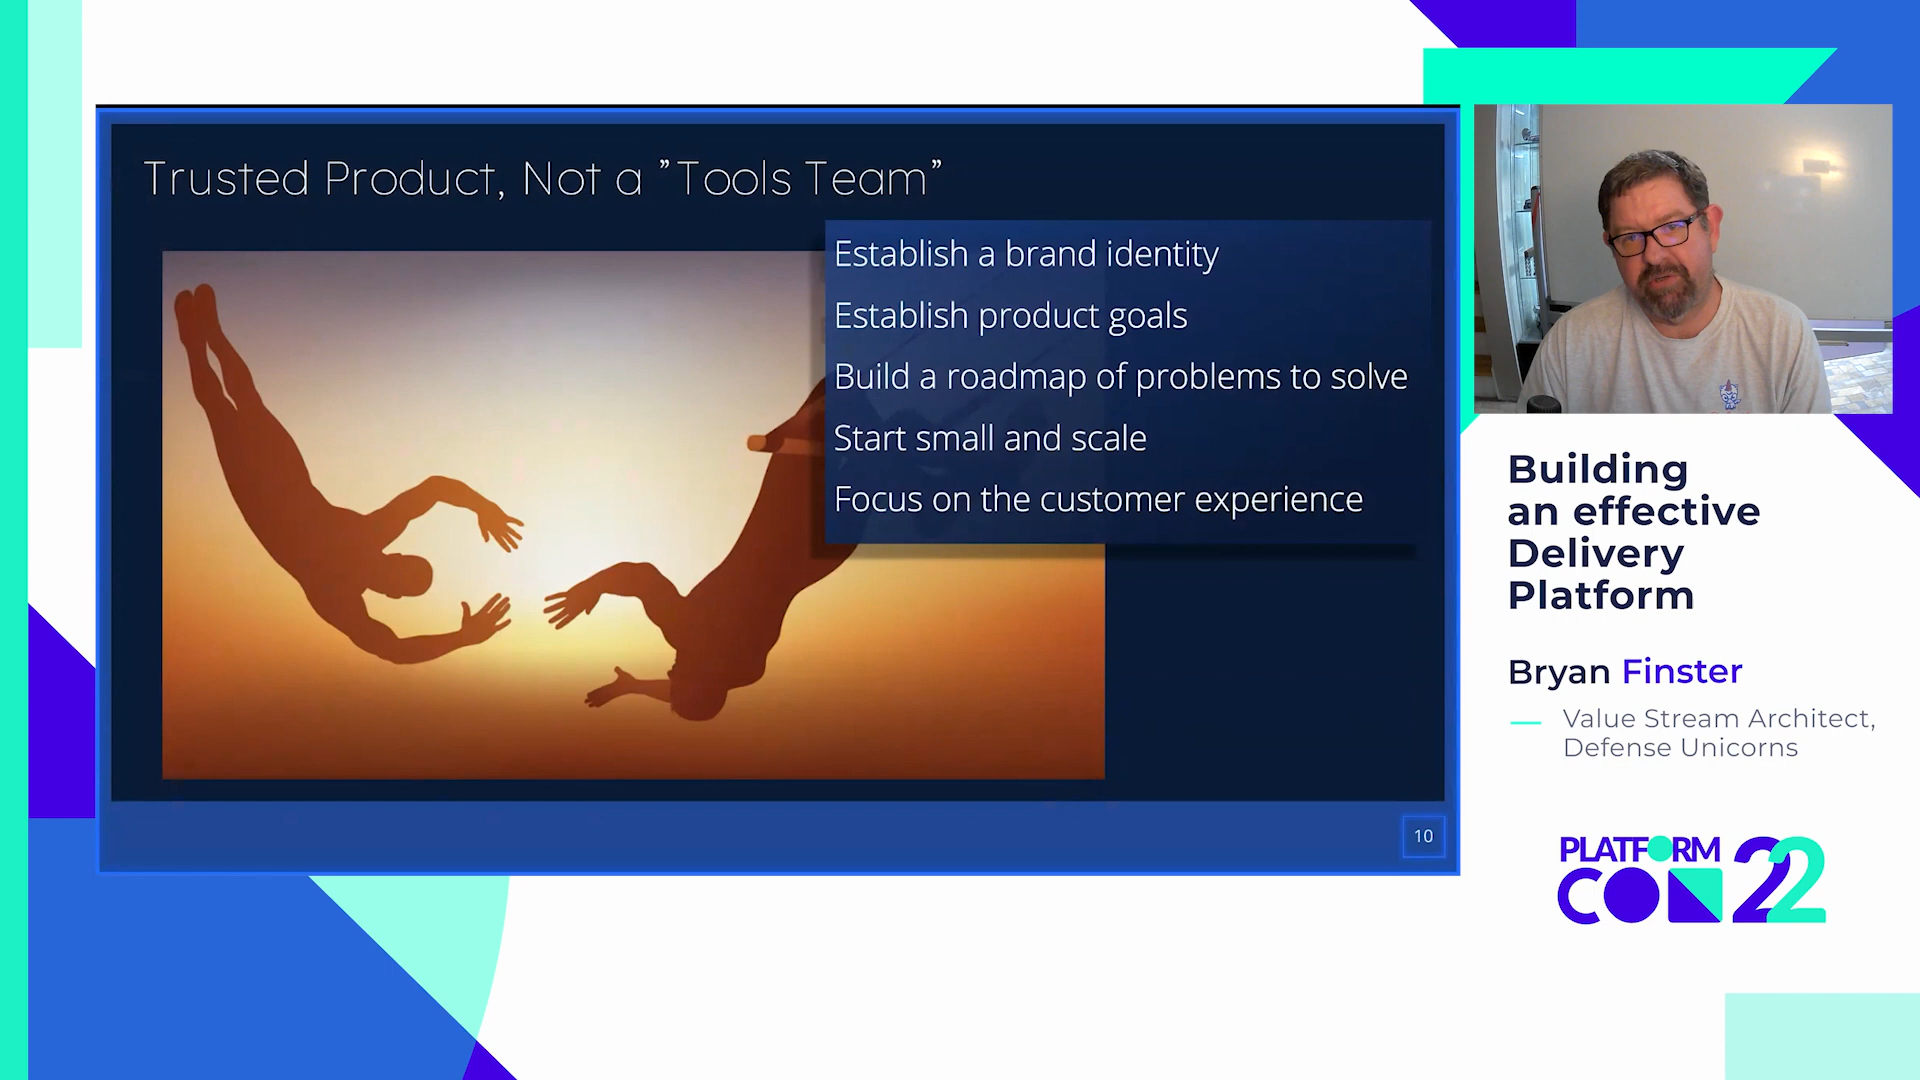 Trusted Product, Not a ”Tools Team”
Establish a brand identity
Establish product goals
Build a roadmap of problems to solve
Start small and scale
Focus on the customer experience
10
Building
an effective
Delivery
Platform
Bryan Finster
Value Stream Architect,
Defense Unicorns
PLATFORM
CON 22